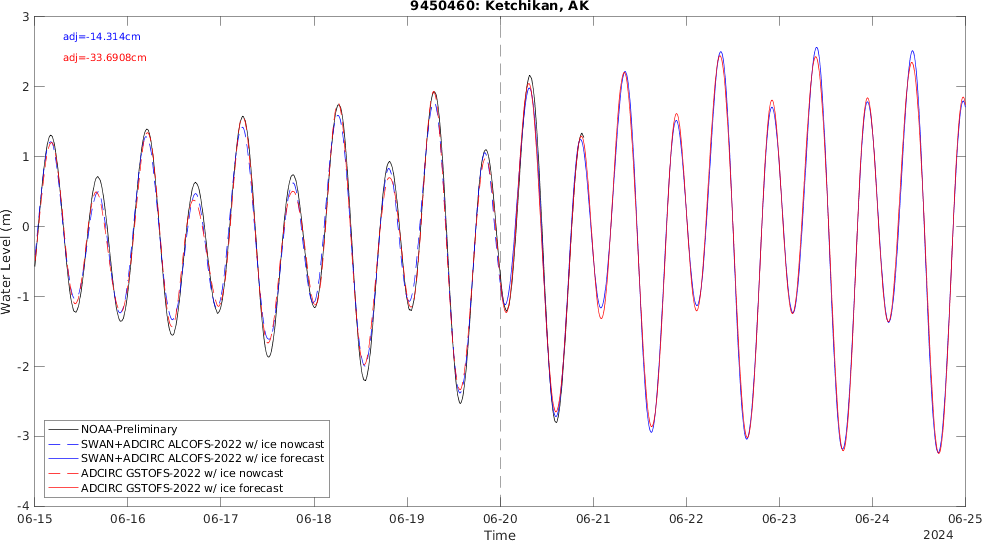 9450460: Ketchikan, AK
adj=-14.314cm
adj=-33.6908cm
3
2
1
0
-1
-2
-3
-4
Water Level (m)
NOAA-Preliminary
SWAN+ADCIRC ALCOFS-2022 w/ ice nowcast
SWAN+ADCIRC ALCOFS-2022 w/ ice forecast
ADCIRC GSTOFS-2022 w/ ice nowcast
ADCIRC GSTOFS-2022 w/ ice forecast
06-15 06-16 06-17 06-18 06-19 06-20 06-21 06-22 06-23 06-24 06-25
Time
2024